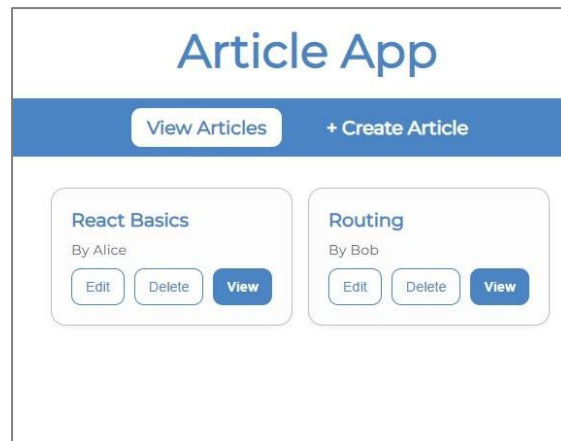 Article App
View Articles + Create Article
React Basics
By Alice
Edit Delete View
Routing
By Bob
Edit Delete View